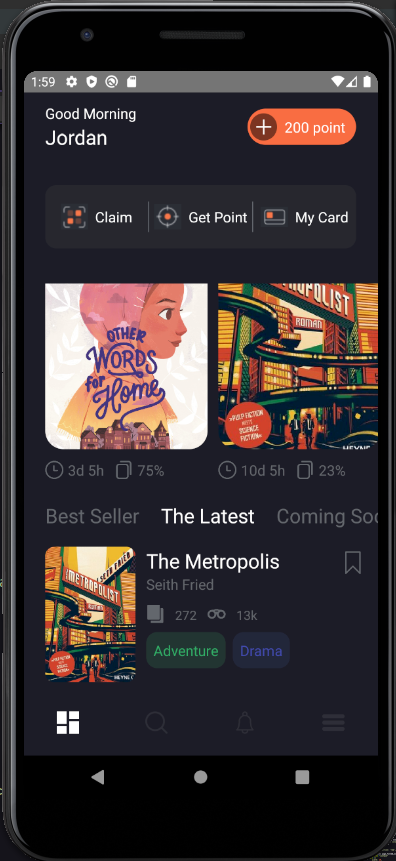 1:59
Good Morning
Jordan
200 point
Claim
Get Point
My Card
OTHER
WORDS
for
Home
METROPOLIST
ROMAN
PULP FICTION
MEETS
SCIENCE
FICTION
HEYNE
3d 5h
75%
10d 5h
23%
Best Seller
The Latest
Coming Soo
The Metropolis
Seith Fried
272
13k
Adventure
Drama
SETH FRIED
METROPOLIST
ROMAN
HEYNE